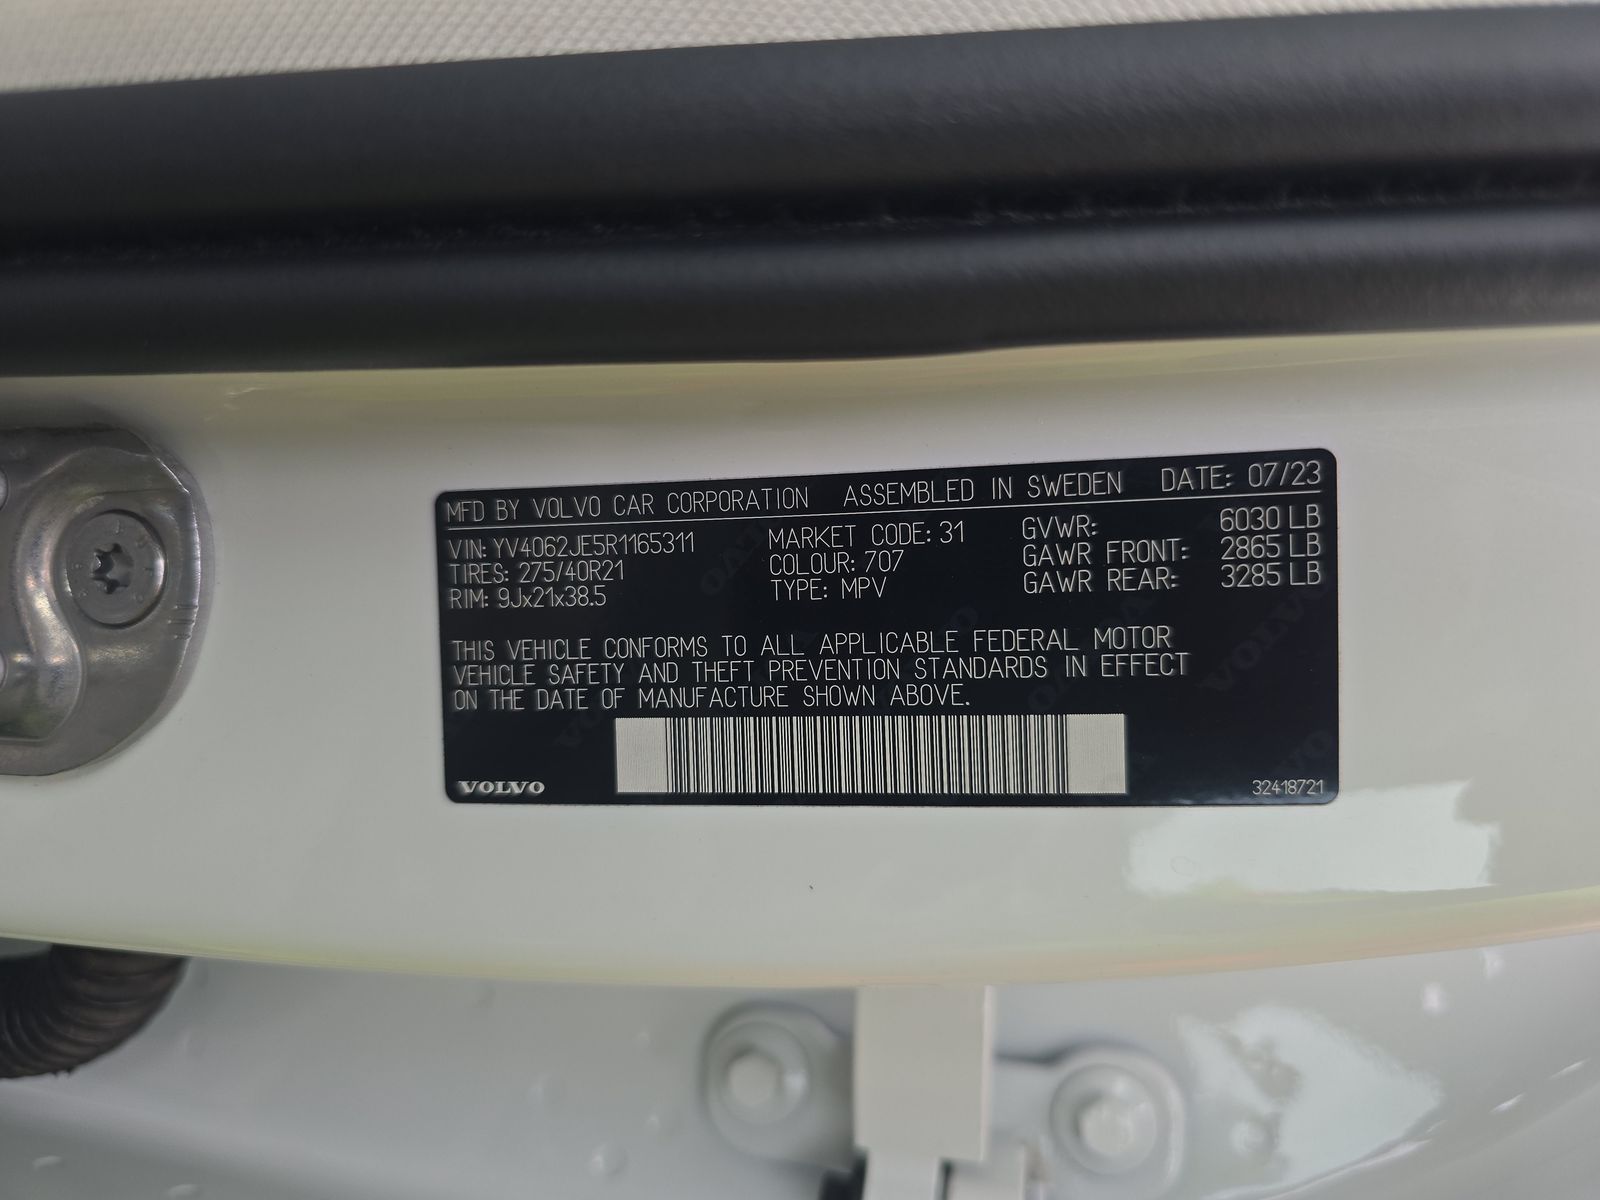 MFD BY VOLVO CAR CORPORATION ASSEMBLED IN SWEDEN DATE: 07/23
VIN: YV4062JE5R1165311 MARKET CODE: 31 GVWR: 6030 LB
TIRES: 275/40R21 COLOUR: 707 GAWR FRONT: 2865 LB
RIM: 9Jx21x38.5 TYPE: MPV GAWR REAR: 3285 LB
THIS VEHICLE CONFORMS TO ALL APPLICABLE FEDERAL MOTOR
VEHICLE SAFETY AND THEFT PREVENTION STANDARDS IN EFFECT
ON THE DATE OF MANUFACTURE SHOWN ABOVE.
VOLVO 32418721